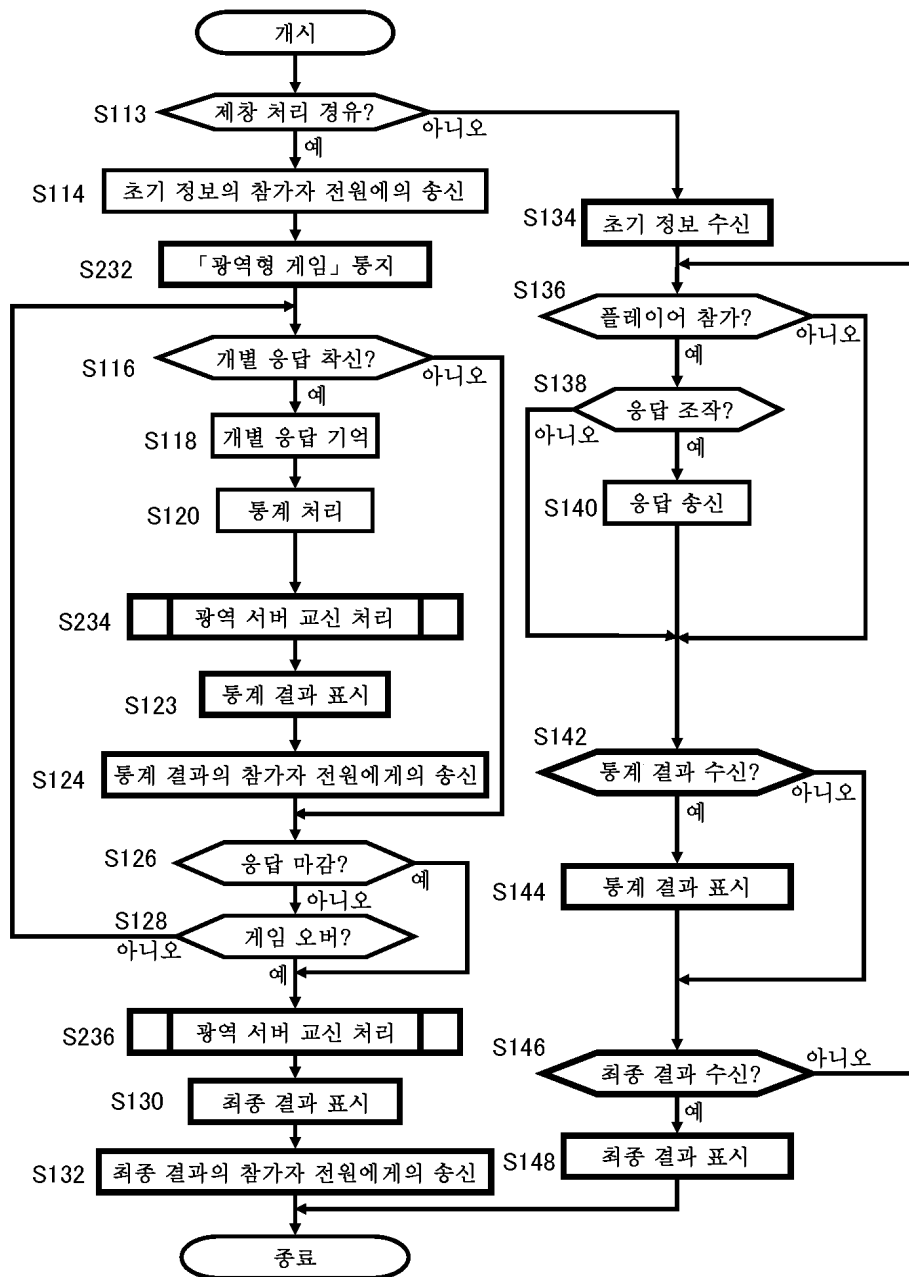 개시
S113
제창 처리 경유?
아니오
예
S114
초기 정보의 참가자 전원에의 송신
S232
「광역형 게임」통지
S116
개별 응답 착신?
아니오
예
S118
개별 응답 기억
S120
통계 처리
S234
광역 서버 교신 처리
S123
통계 결과 표시
S124
통계 결과의 참가자 전원에게의 송신
S126
응답 마감?
예
아니오
S128
게임 오버?
아니오
예
S236
광역 서버 교신 처리
S130
최종 결과 표시
S132
최종 결과의 참가자 전원에게의 송신
S134
초기 정보 수신
S136
플레이어 참가?
아니오
예
S138
응답 조작?
아니오
예
S140
응답 송신
S142
통계 결과 수신?
아니오
예
S144
통계 결과 표시
S146
최종 결과 수신?
아니오
예
S148
최종 결과 표시
종료